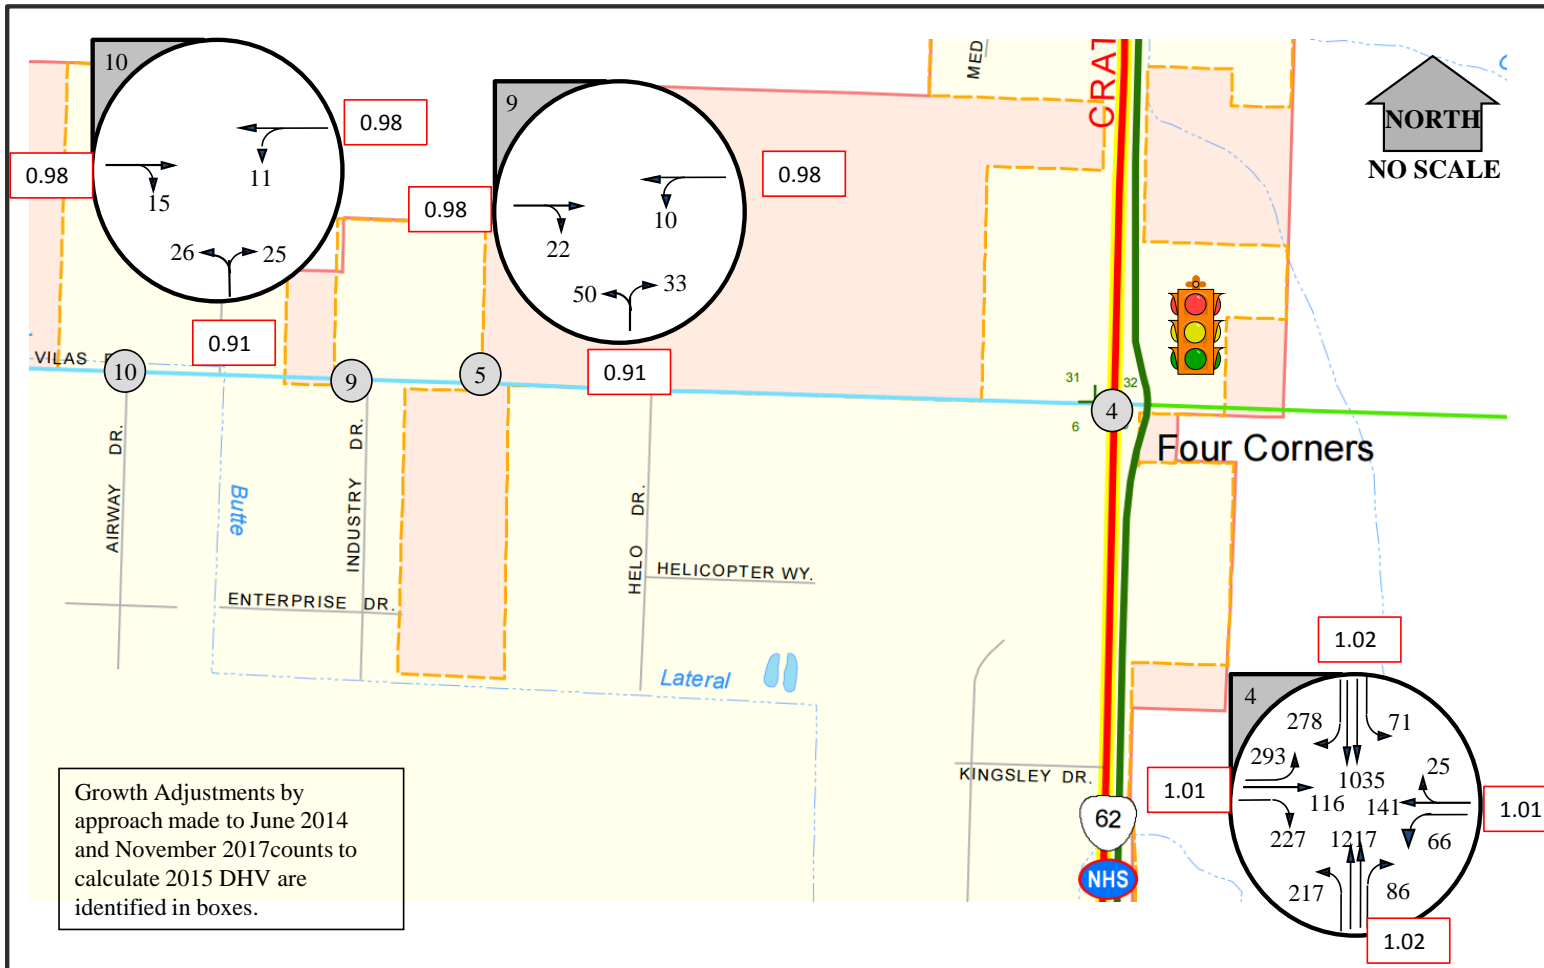 10
0.98
0.98
15
11
26
25
0.91
9
0.98
0.98
22
10
50
33
0.91
MED
CRAT
NORTH
NO SCALE
VILAS
10
9
5
31
32
4
6
Four Corners
AIRWAY DR.
Butte
INDUSTRY DR.
HELO DR.
HELICOPTER WY.
ENTERPRISE DR.
Lateral
KINGSLEY DR.
62
NHS
1.02
4
278
71
293
1035
25
1.01
116
141
1.01
227
1217
66
217
86
1.02
Growth Adjustments by
approach made to June 2014
and November 2017counts to
calculate 2015 DHV are
identified in boxes.